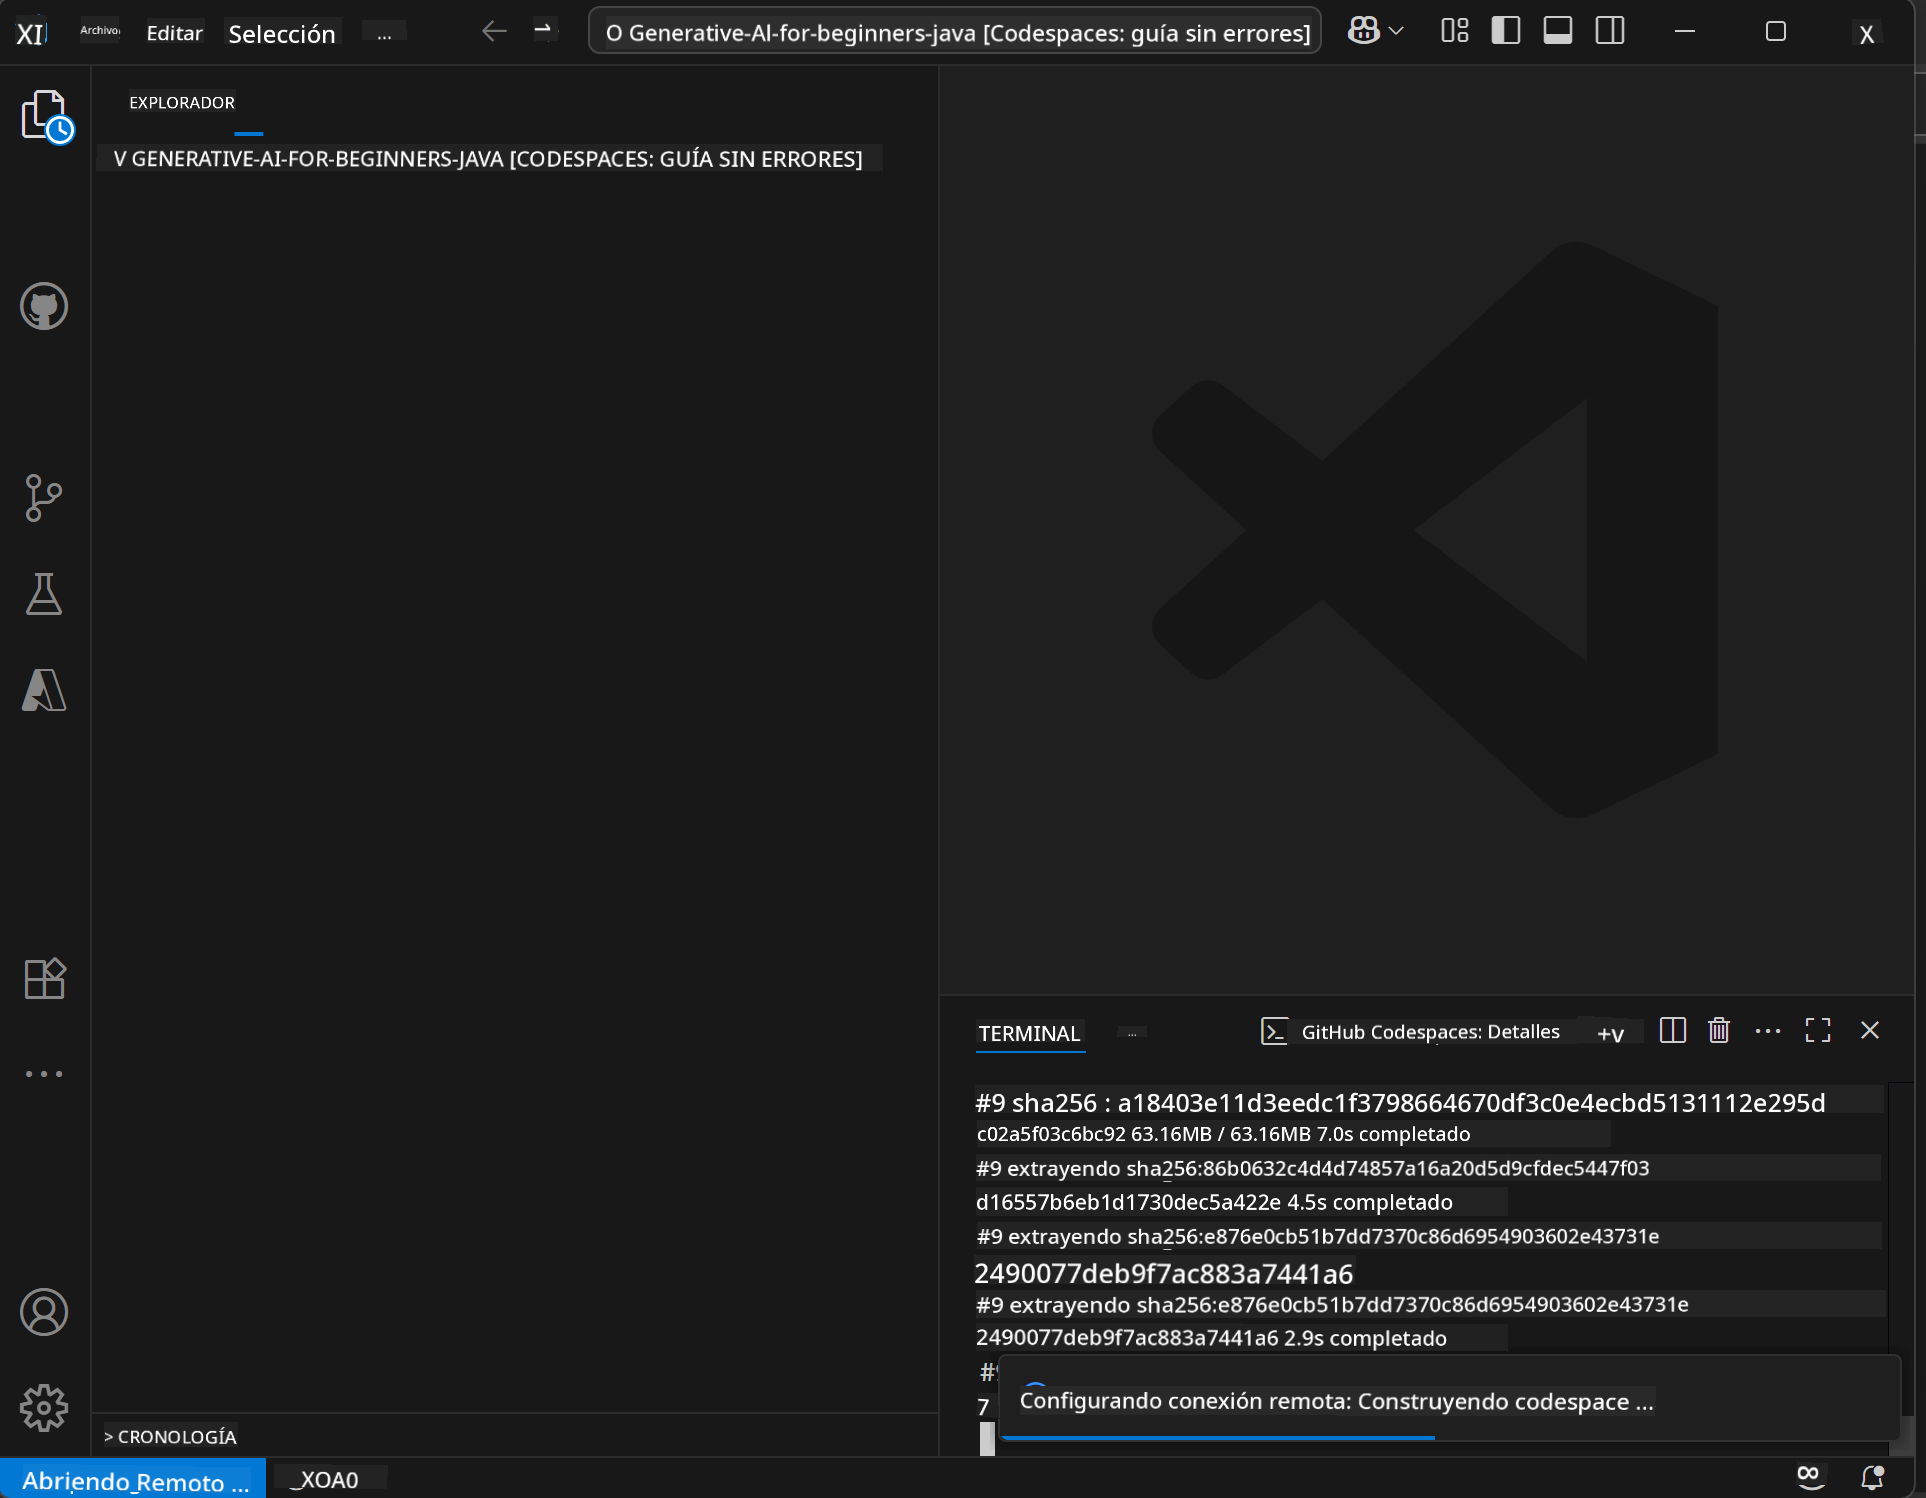 XI
Archivo
Editar
Selección
...
O Generative-AI-for-beginners-java [Codespaces: guía sin errores]
X
EXPLORADOR
V GENERATIVE-AI-FOR-BEGINNERS-JAVA [CODESPACES: GUÍA SIN ERRORES]
TERMINAL
...
GitHub Codespaces: Detalles
+v
#9 sha256 : a18403e11d3eedc1f3798664670df3c0e4ecbd5131112e295d
c02a5f03c6bc92 63.16MB / 63.16MB 7.0s completado
#9 extrayendo sha256:86b0632c4d4d74857a16a20d5d9cfdec5447f03
d16557b6eb1d1730dec5a422e 4.5s completado
#9 extrayendo sha256:e876e0cb51b7dd7370c86d6954903602e43731e
2490077deb9f7ac883a7441a6
#9 extrayendo sha256:e876e0cb51b7dd7370c86d6954903602e43731e
2490077deb9f7ac883a7441a6 2.9s completado
#9
7
Configurando conexión remota: Construyendo codespace ...
> CRONOLOGÍA
Abriendo Remoto ...
_XOA0